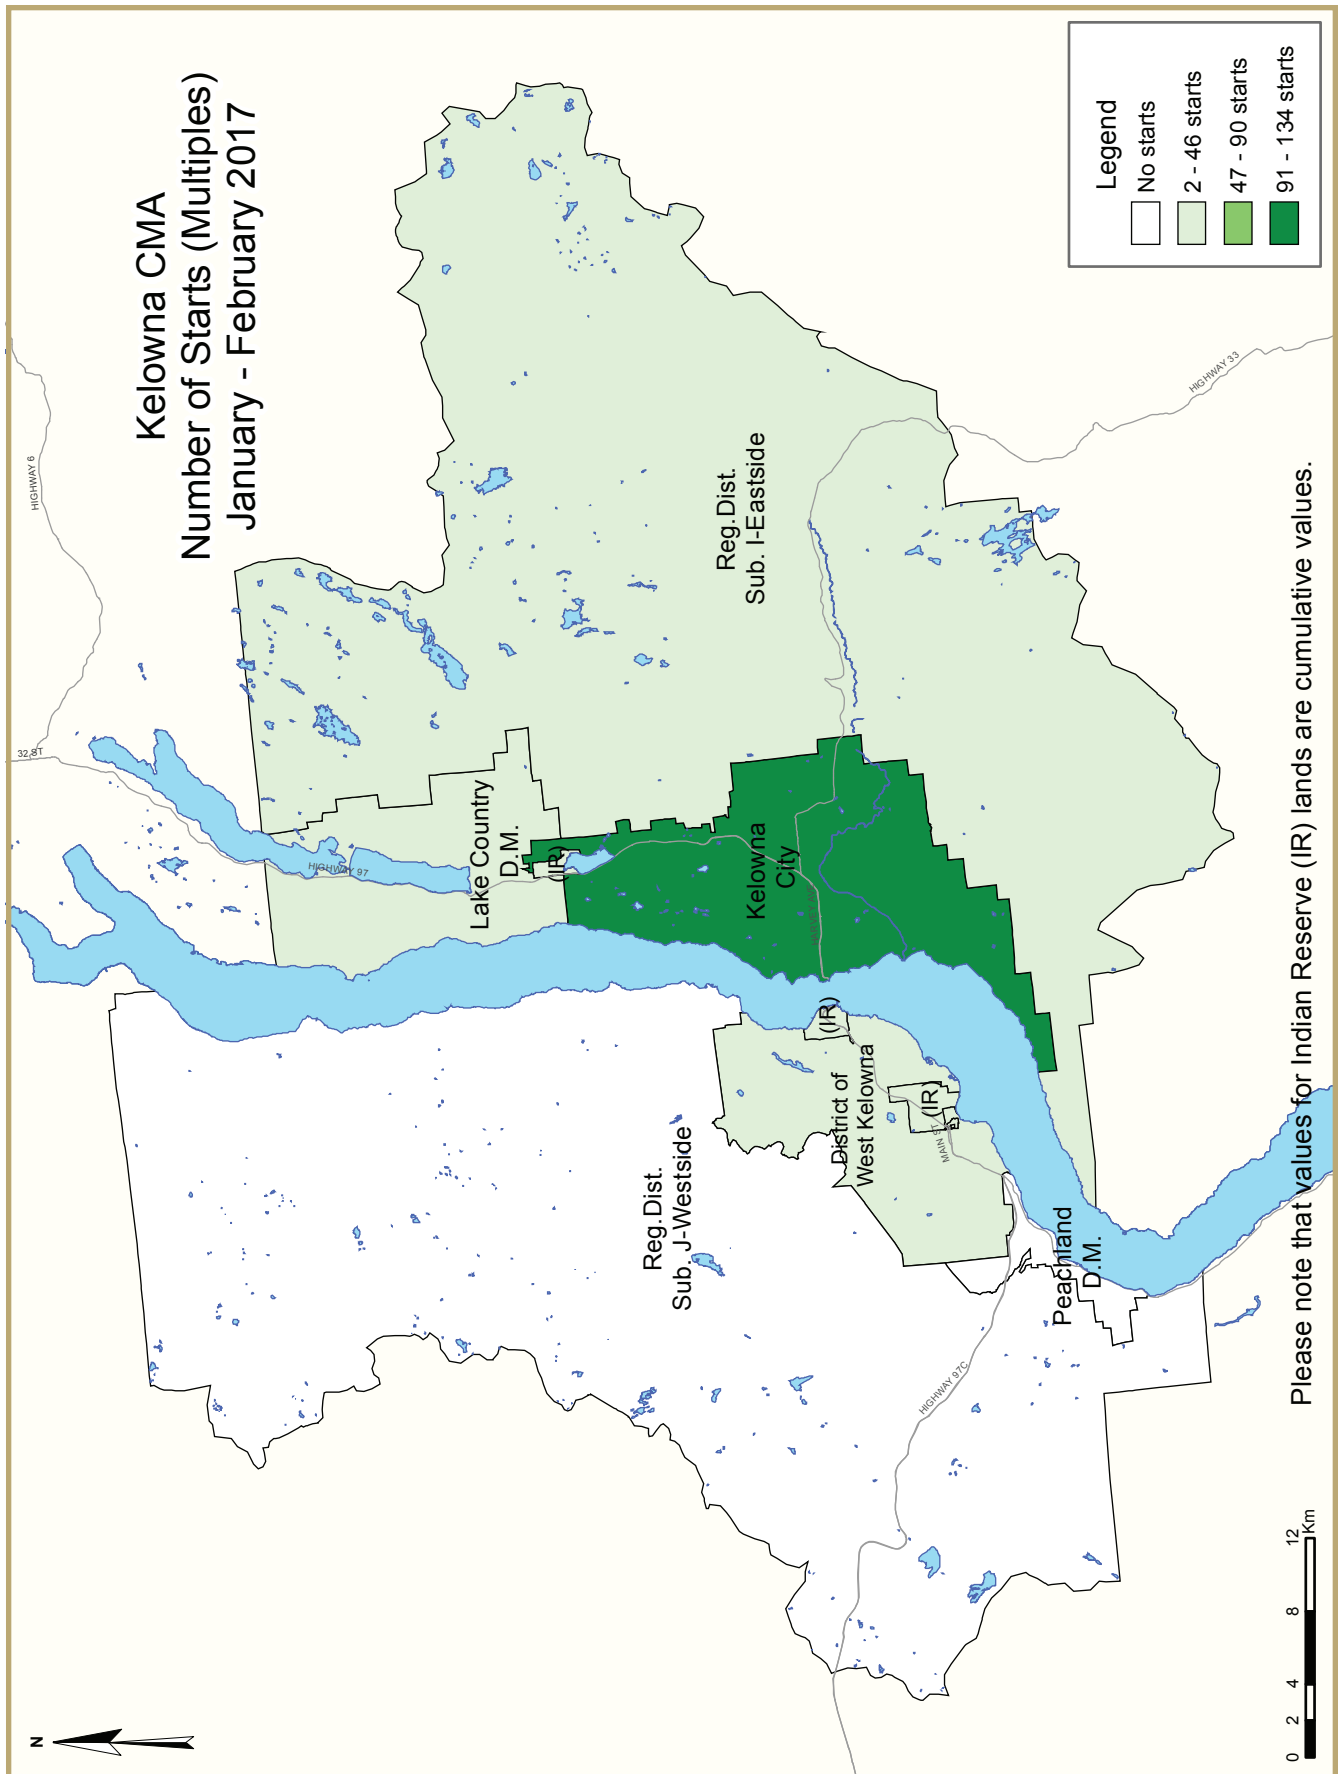 Kelowna CMA
Number of Starts (Multiples)
January - February 2017
HIGHWAY 6
32 ST
HIGHWAY 97
Lake Country
D.M.
(IR)
Reg.Dist.
Sub. I-Eastside
Kelowna
City
(IR)
Reg.Dist.
Sub. J-Westside
District of
West Kelowna
(IR)
MAIN ST
Peachland
D.M.
HIGHWAY 97C
HIGHWAY 33
Legend
No starts
2 - 46 starts
47 - 90 starts
91 - 134 starts
N
0 2 4 8 12
Km
Please note that values for Indian Reserve (IR) lands are cumulative values.